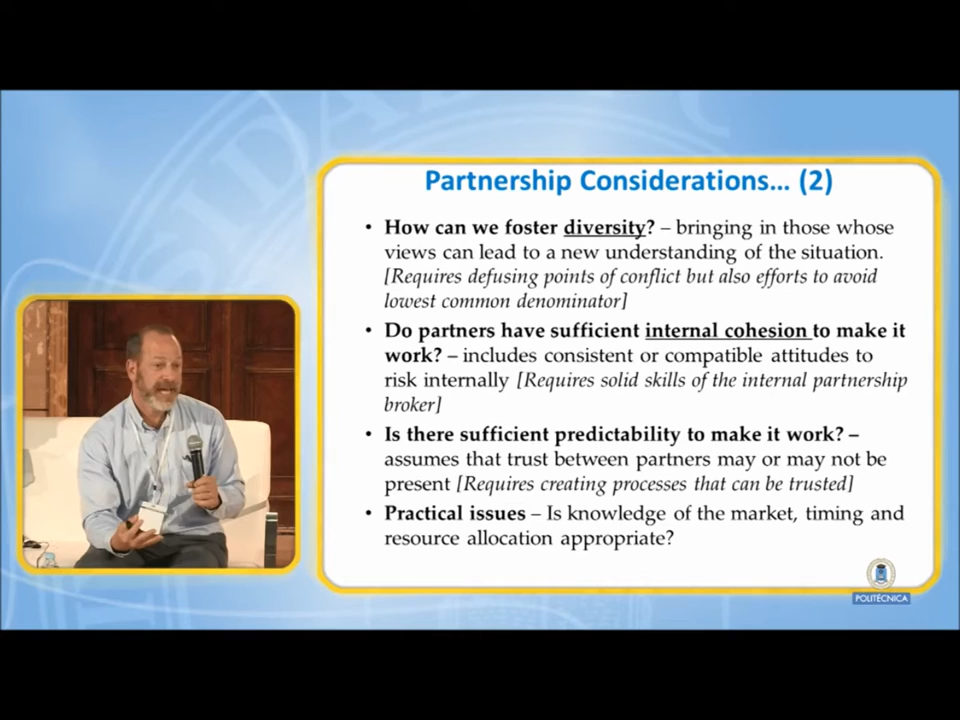 Partnership Considerations… (2)
• How can we foster diversity? – bringing in those whose
views can lead to a new understanding of the situation.
[Requires defusing points of conflict but also efforts to avoid
lowest common denominator]
• Do partners have sufficient internal cohesion to make it
work? – includes consistent or compatible attitudes to
risk internally [Requires solid skills of the internal partnership
broker]
• Is there sufficient predictability to make it work? –
assumes that trust between partners may or may not be
present [Requires creating processes that can be trusted]
• Practical issues – Is knowledge of the market, timing and
resource allocation appropriate?
POLITÉCNICA